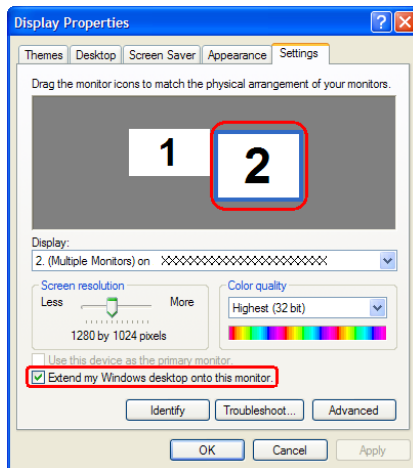 Display Properties
Themes Desktop Screen Saver Appearance Settings
Drag the monitor icons to match the physical arrangement of your monitors.
1 2
Display:
2. (Multiple Monitors) on XXXXXXXXXXXXXXXXXXXXXXXX
Screen resolution Color quality
Less More Highest (32 bit)
1280 by 1024 pixels
Use this device as the primary monitor.
Extend my Windows desktop onto this monitor.
Identify Troubleshoot... Advanced
OK Cancel Apply